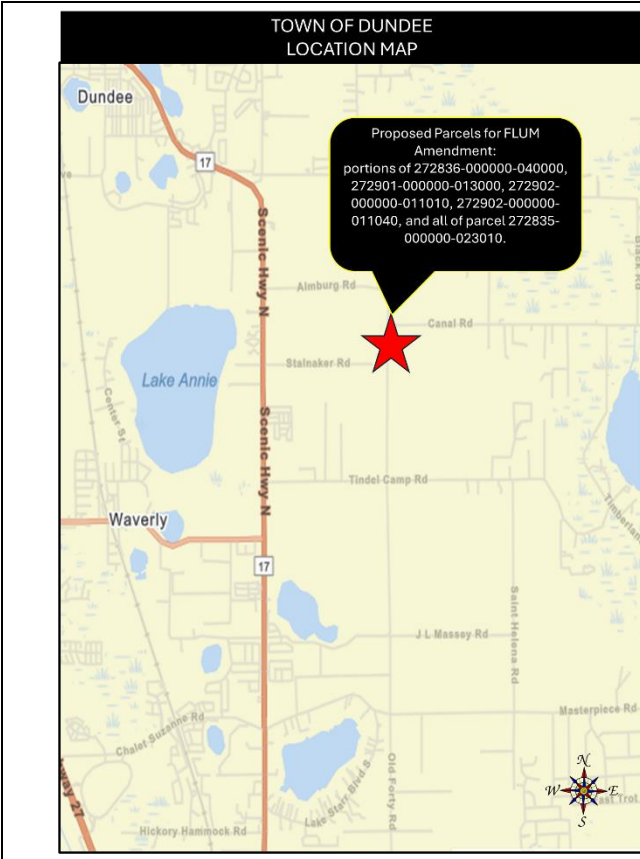 TOWN OF DUNDEE
LOCATION MAP
Dundee
17
Proposed Parcels for FLUM
Amendment:
portions of 272836-000000-040000,
272901-000000-013000, 272902-
000000-011010, 272902-000000-
011040, and all of parcel 272835-
000000-023010.
Scenic Hwy N
Almburg Rd
Canal Rd
Black Rd
Stalnaker Rd
Lake Annie
Center St
Scenic Hwy N
Tindel Camp Rd
Waverly
17
Saint Helena Rd
J L Massey Rd
Masterpiece Rd
Chalet Suzanne Rd
Old Forty Rd
Lake Starr Blvd S
Hickory Hammock Rd
N
W
E
S